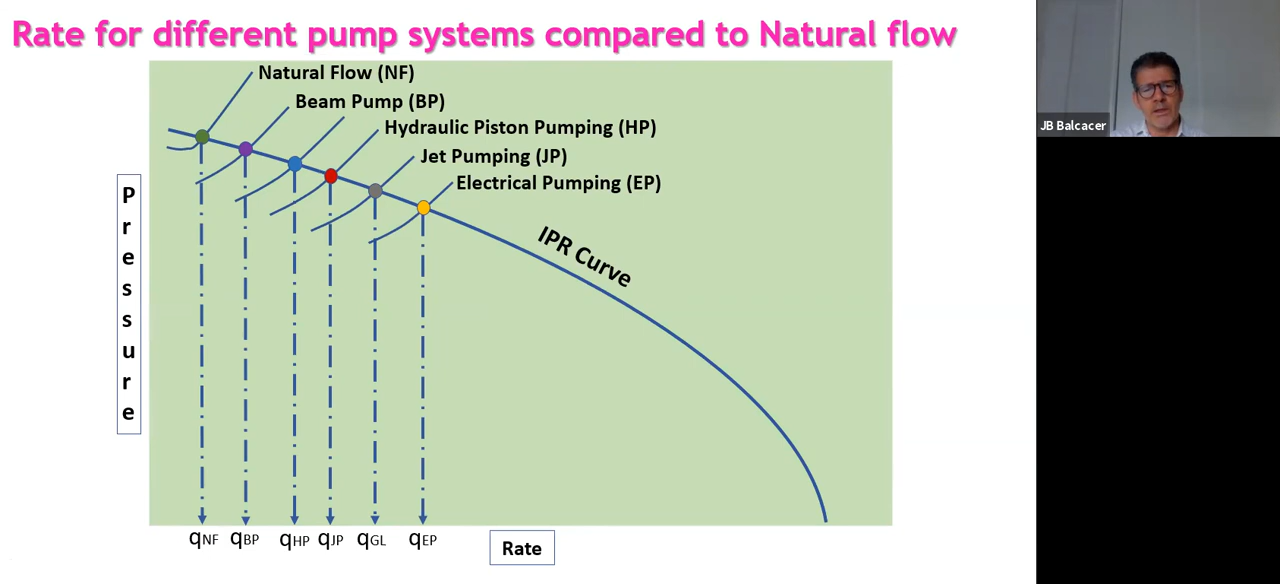 Rate for different pump systems compared to Natural flow
JB Balcacer
Natural Flow (NF)
Beam Pump (BP)
Hydraulic Piston Pumping (HP)
Jet Pumping (JP)
Electrical Pumping (EP)
IPR Curve
Pressure
qNF qBP qHP qJP qGL qEP
Rate